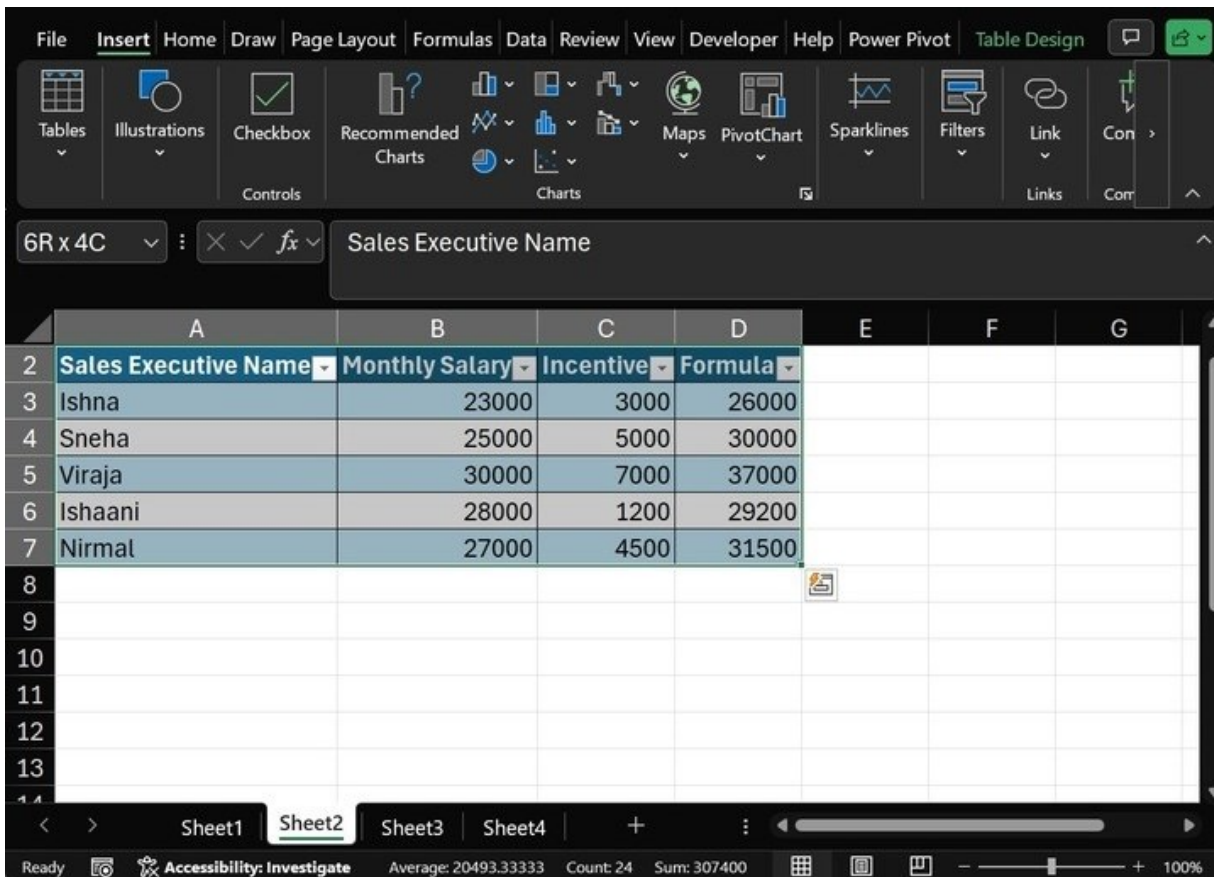 File Insert Home Draw Page Layout Formulas Data Review View Developer Help Power Pivot Table Design
Tables Illustrations Checkbox Recommended Charts Maps PivotChart Sparklines Filters Link
Controls Charts Links
6R x 4C fx Sales Executive Name
A B C D E F G
2 Sales Executive Name Monthly Salary Incentive Formula
3 Ishna 23000 3000 26000
4 Sneha 25000 5000 30000
5 Viraja 30000 7000 37000
6 Ishaani 28000 1200 29200
7 Nirmal 27000 4500 31500
8
9
10
11
12
13
Sheet1 Sheet2 Sheet3 Sheet4
Ready Accessibility: Investigate Average: 20493.33333 Count: 24 Sum: 307400 100%